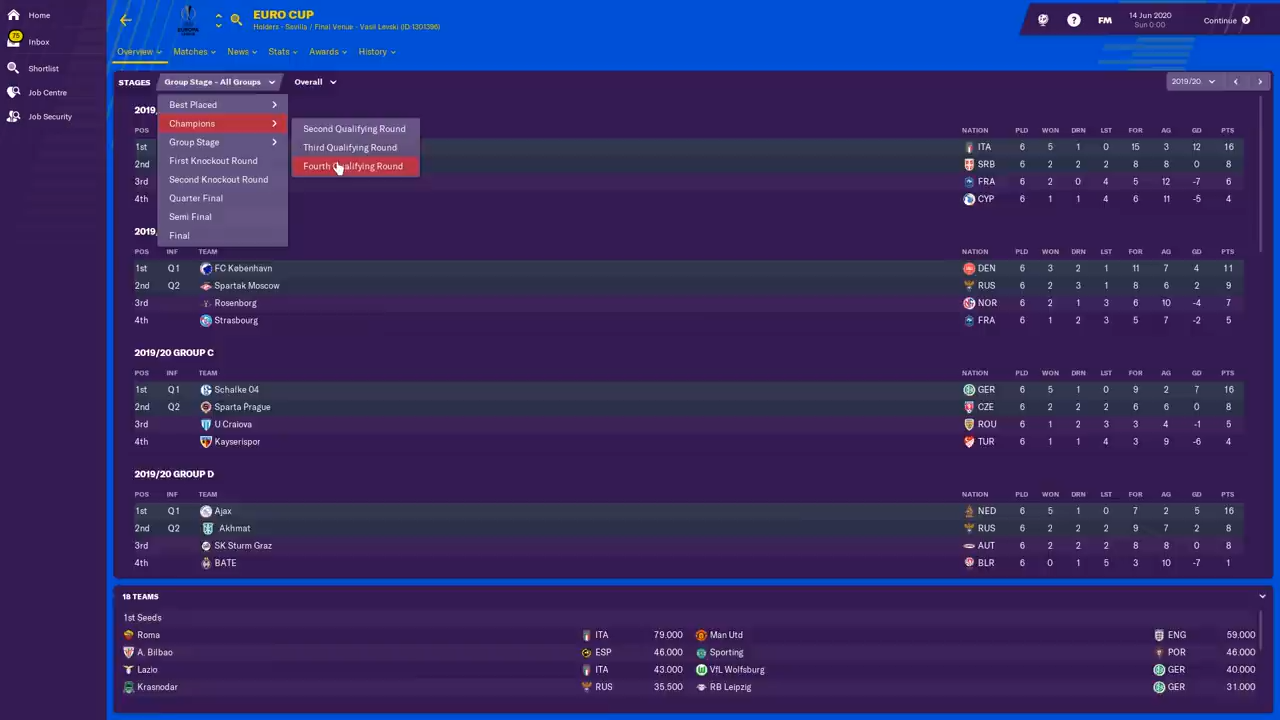 Home
75
Inbox
Shortlist
Job Centre
Job Security
EURO CUP
Holders - Sevilla / Final Venue - Vasil Levski (ID:1301396)
14 Jun 2020
Sun 0:00
FM
Continue
Overview Matches News Stats Awards History
STAGES Group Stage - All Groups Overall 2019/20
Best Placed
Champions
Group Stage
First Knockout Round
Second Knockout Round
Quarter Final
Semi Final
Final
Second Qualifying Round
Third Qualifying Round
Fourth Qualifying Round
2019/
POS NATION PLD WON DRN LST FOR AG GD PTS
1st ITA 6 5 1 0 15 3 12 16
2nd SRB 6 2 2 2 8 8 0 8
3rd FRA 6 2 0 4 5 12 -7 6
4th CYP 6 1 1 4 6 11 -5 4
2019/
POS INF TEAM NATION PLD WON DRN LST FOR AG GD PTS
1st Q1 FC København DEN 6 3 2 1 11 7 4 11
2nd Q2 Spartak Moscow RUS 6 2 3 1 8 6 2 9
3rd Rosenborg NOR 6 2 1 3 6 10 -4 7
4th Strasbourg FRA 6 1 2 3 5 7 -2 5
2019/20 GROUP C
POS INF TEAM NATION PLD WON DRN LST FOR AG GD PTS
1st Q1 Schalke 04 GER 6 5 1 0 9 2 7 16
2nd Q2 Sparta Prague CZE 6 2 2 2 6 6 0 8
3rd U Craiova ROU 6 1 2 3 3 4 -1 5
4th Kayserispor TUR 6 1 1 4 3 9 -6 4
2019/20 GROUP D
POS INF TEAM NATION PLD WON DRN LST FOR AG GD PTS
1st Q1 Ajax NED 6 5 1 0 7 2 5 16
2nd Q2 Akhmat RUS 6 2 2 2 9 7 2 8
3rd SK Sturm Graz AUT 6 2 2 2 8 8 0 8
4th BATE BLR 6 0 1 5 3 10 -7 1
18 TEAMS
1st Seeds
Roma ITA 79.000 Man Utd ENG 59.000
A. Bilbao ESP 46.000 Sporting POR 46.000
Lazio ITA 43.000 VfL Wolfsburg GER 40.000
Krasnodar RUS 35.500 RB Leipzig GER 31.000